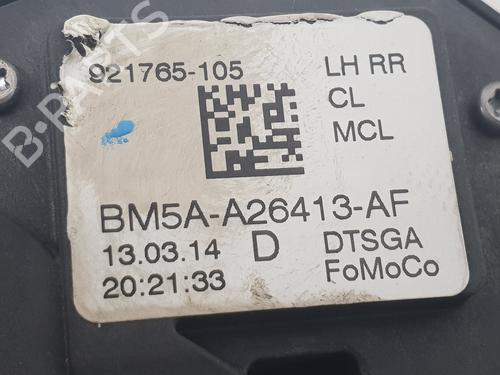 921765-105
LH RR
CL
MCL
BM5A-A26413-AF
13.03.14 D DTSGA
20:21:33 FoMoCo
B-PARTS